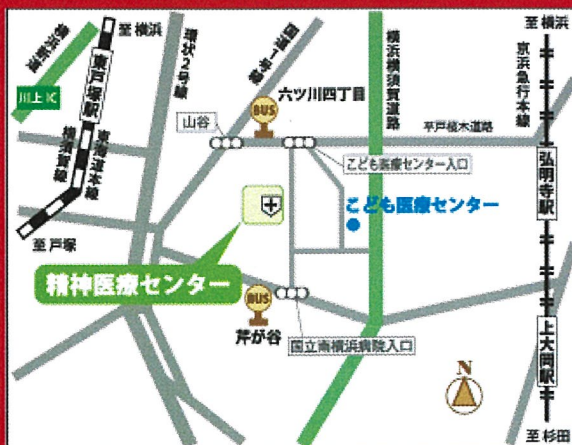 至横浜
横浜新道
川上IC
東戸塚駅
東海道本線
横須賀線
至戸塚
環状2号線
国道1号線
BUS
六ツ川四丁目
山谷
横浜横須賀道路
平戸桜木道路
こども医療センター入口
こども医療センター
精神医療センター
BUS
芹が谷
国立南横浜病院入口
至横浜
京浜急行本線
弘明寺駅
上大岡駅
至杉田
N